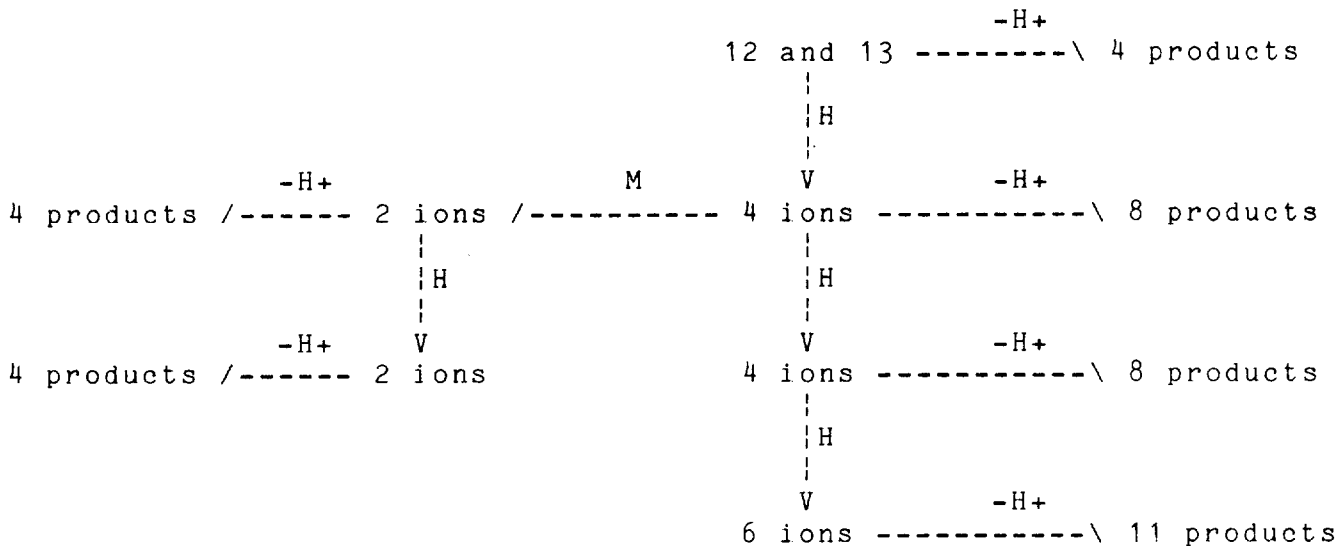 -H+
12 and 13 --------\ 4 products
H
-H+ M V -H+
4 products /------ 2 ions /---------- 4 ions -----------\ 8 products
H H
-H+ V V -H+
4 products /------ 2 ions 4 ions -----------\ 8 products
H
V -H+
6 ions -----------\ 11 products